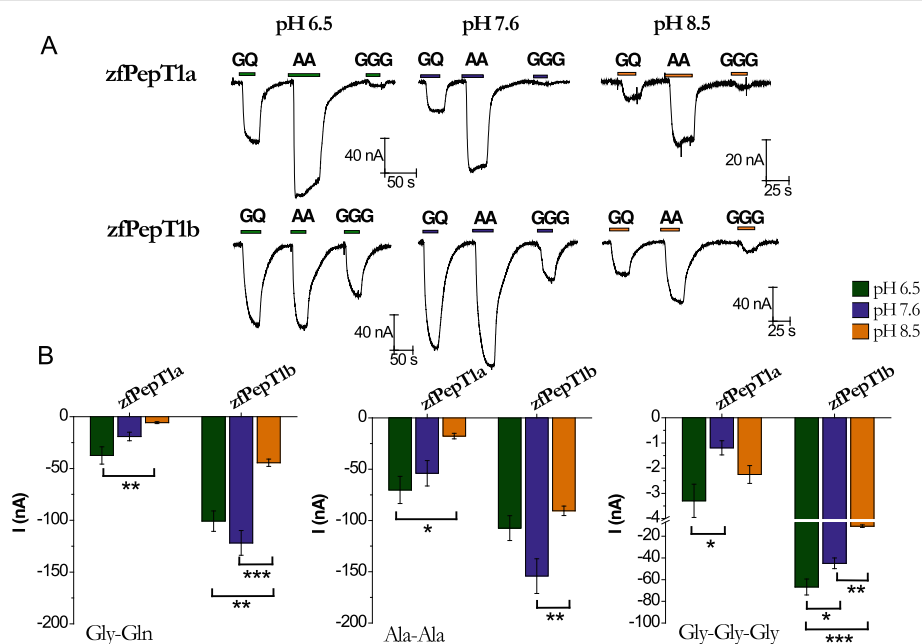 A
pH 6.5 pH 7.6 pH 8.5
zfPepT1a
GQ AA GGG GQ AA GGG GQ AA GGG
40 nA 50 s 20 nA 25 s
zfPepT1b
GQ AA GGG GQ AA GGG GQ AA GGG
40 nA 50 s 40 nA 25 s
pH 6.5
pH 7.6
pH 8.5
B
zfPepT1a zfPepT1b
I (nA)
0
-50
-100
-150
-200
**
***
**
Gly-Gln
zfPepT1a zfPepT1b
I (nA)
0
-50
-100
-150
-200
*
**
Ala-Ala
zfPepT1a zfPepT1b
I (nA)
0
-1
-2
-3
-4
-20
-40
-60
-80
-100
*
**
*
***
Gly-Gly-Gly